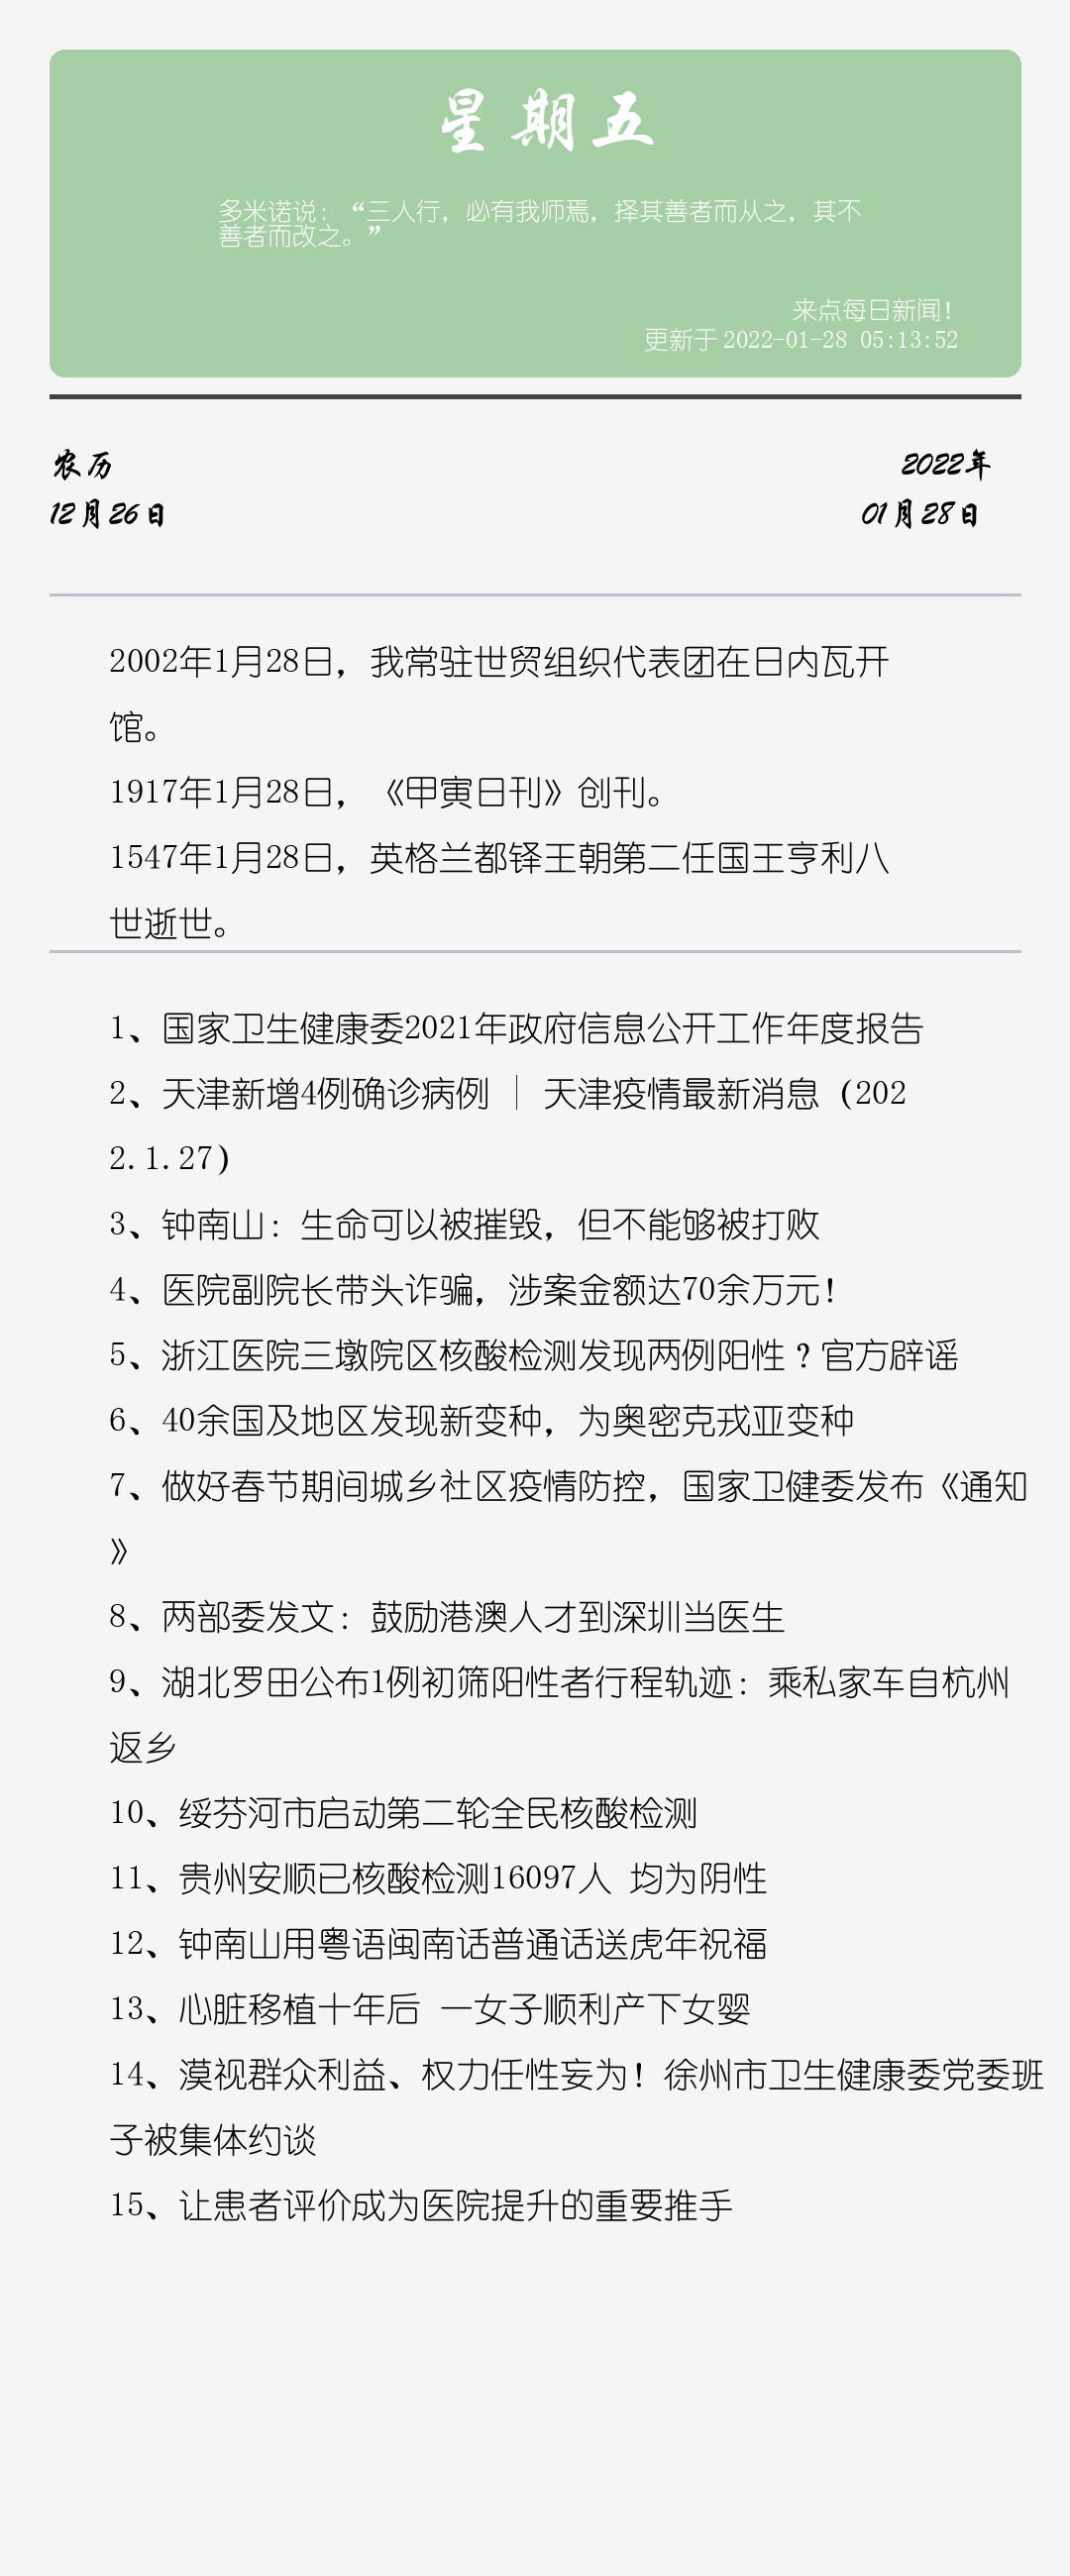 星期五
多米诺说：“三人行，必有我师焉，择其善者而从之，其不
善者而改之。”
来点每日新闻！
更新于 2022-01-28 05:13:52
农历
2022年
12月26日
01月28日
2002年1月28日，我常驻世贸组织代表团在日内瓦开
馆。
1917年1月28日，《甲寅日刊》创刊。
1547年1月28日，英格兰都铎王朝第二任国王亨利八
世逝世。
1、国家卫生健康委2021年政府信息公开工作年度报告
2、天津新增4例确诊病例 | 天津疫情最新消息（202
2.1.27）
3、钟南山：生命可以被摧毁，但不能够被打败
4、医院副院长带头诈骗，涉案金额达70余万元！
5、浙江医院三墩院区核酸检测发现两例阳性？官方辟谣
6、40余国及地区发现新变种，为奥密克戎亚变种
7、做好春节期间城乡社区疫情防控，国家卫健委发布《通知
》
8、两部委发文：鼓励港澳人才到深圳当医生
9、湖北罗田公布1例初筛阳性者行程轨迹：乘私家车自杭州
返乡
10、绥芬河市启动第二轮全民核酸检测
11、贵州安顺已核酸检测16097人 均为阴性
12、钟南山用粤语闽南话普通话送虎年祝福
13、心脏移植十年后 一女子顺利产下女婴
14、漠视群众利益、权力任性妄为！徐州市卫生健康委党委班
子被集体约谈
15、让患者评价成为医院提升的重要推手